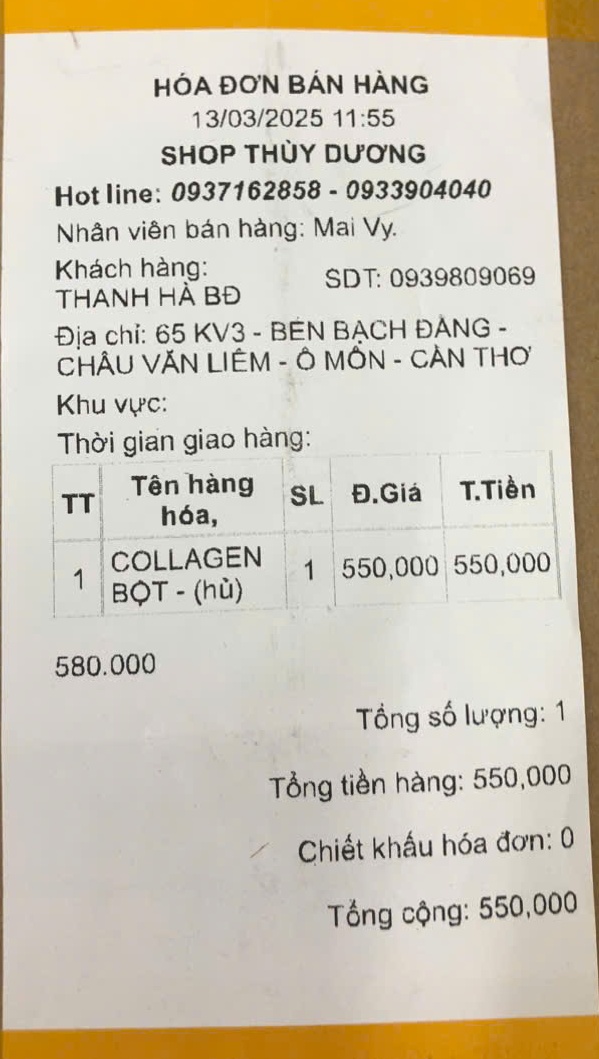 HÓA ĐƠN BÁN HÀNG
13/03/2025 11:55
SHOP THÙY DƯƠNG
Hot line: 0937162858 - 0933904040
Nhân viên bán hàng: Mai Vy.
Khách hàng: SDT: 0939809069
THANH HÀ BĐ
Địa chỉ: 65 KV3 - BẾN BẠCH ĐẰNG -
CHÂU VĂN LIÊM - Ô MÔN - CẦN THƠ
Khu vực:
Thời gian giao hàng:
TT Tên hàng hóa, SL Đ.Giá T.Tiền
1 COLLAGEN BỘT - (hủ) 1 550,000 550,000
580.000
Tổng số lượng: 1
Tổng tiền hàng: 550,000
Chiết khấu hóa đơn: 0
Tổng cộng: 550,000